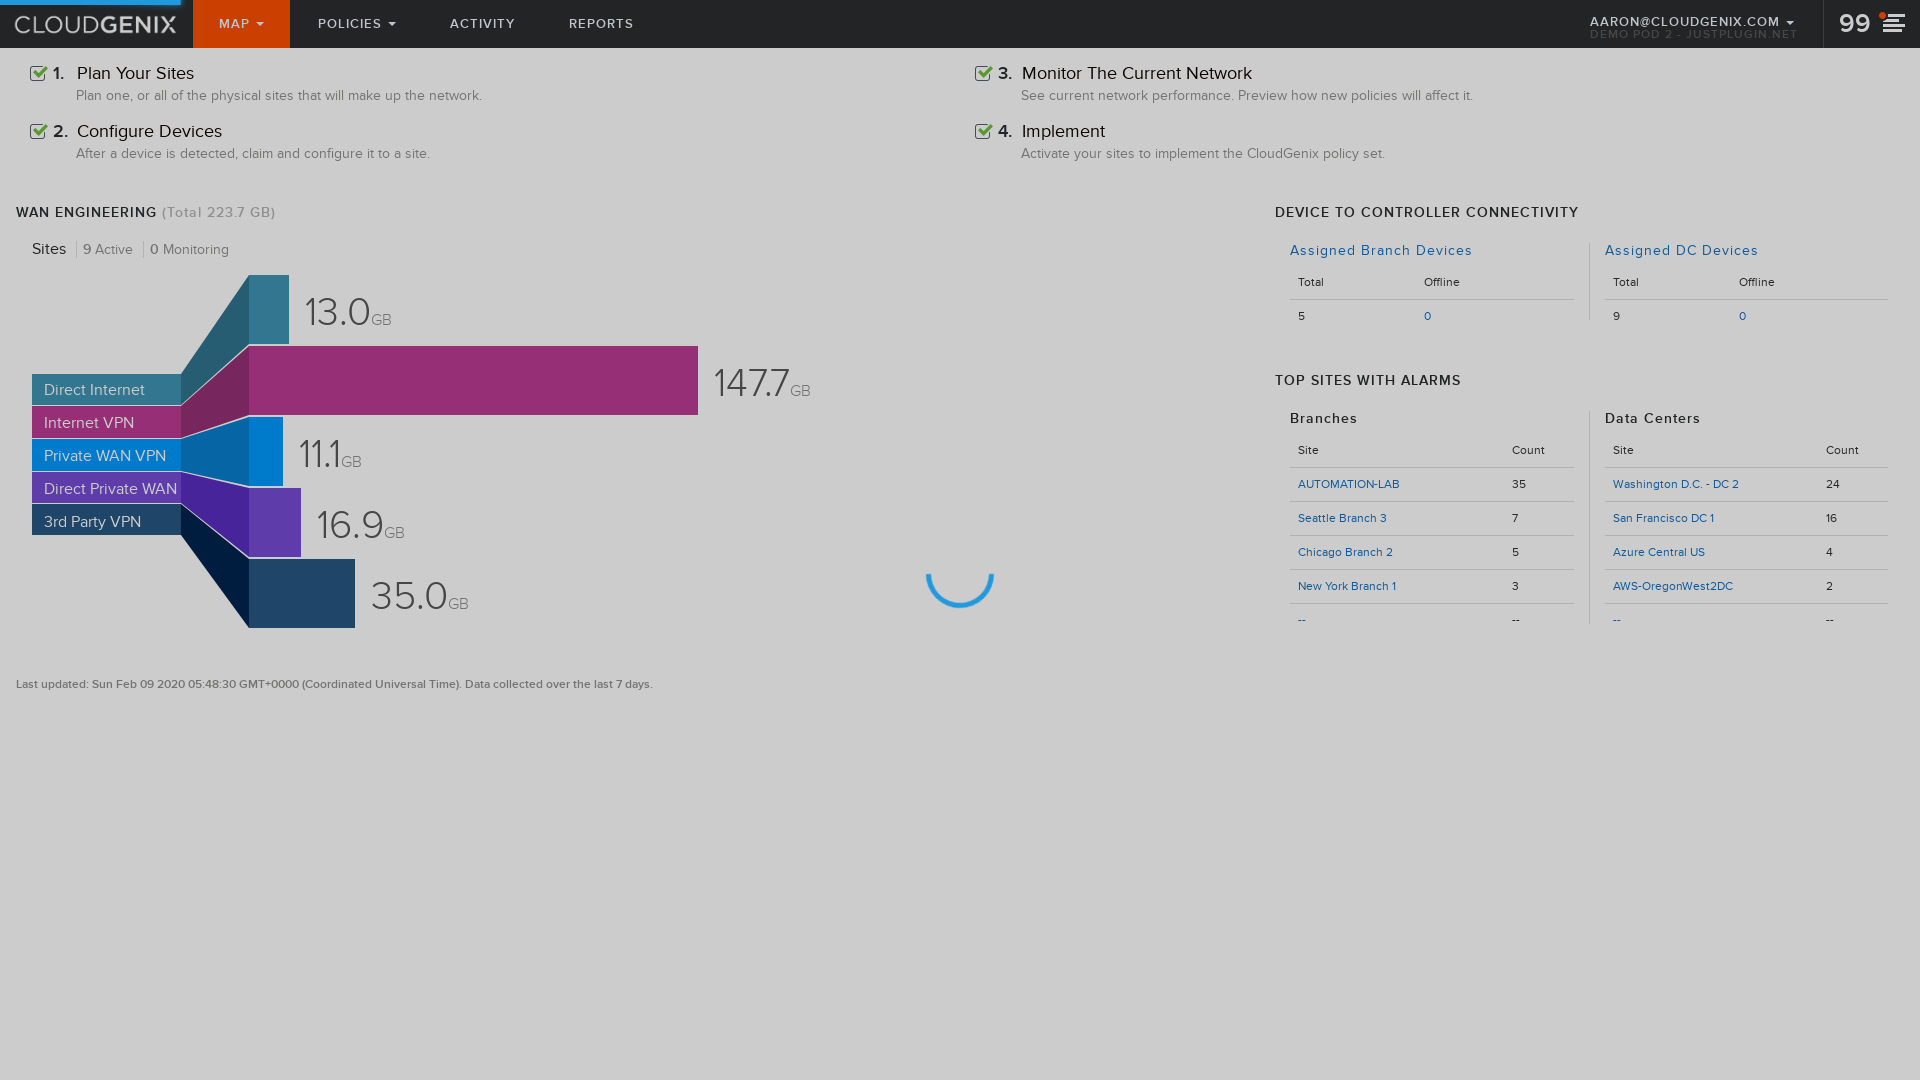 CLOUDGENIX
MAP
POLICIES
ACTIVITY
REPORTS
AARON@CLOUDGENIX.COM
DEMO POD 2 - JUSTPLUGIN.NET
99
1. Plan Your Sites
Plan one, or all of the physical sites that will make up the network.
2. Configure Devices
After a device is detected, claim and configure it to a site.
3. Monitor The Current Network
See current network performance. Preview how new policies will affect it.
4. Implement
Activate your sites to implement the CloudGenix policy set.
WAN ENGINEERING (Total 223.7 GB)
Sites 9 Active 0 Monitoring
13.0GB
147.7GB
11.1GB
16.9GB
35.0GB
Direct Internet
Internet VPN
Private WAN VPN
Direct Private WAN
3rd Party VPN
DEVICE TO CONTROLLER CONNECTIVITY
Assigned Branch Devices
Total Offline
5 0
Assigned DC Devices
Total Offline
9 0
TOP SITES WITH ALARMS
Branches
Site Count
AUTOMATION-LAB 35
Seattle Branch 3 7
Chicago Branch 2 5
New York Branch 1 3
-- --
Data Centers
Site Count
Washington D.C. - DC 2 24
San Francisco DC 1 16
Azure Central US 4
AWS-OregonWest2DC 2
-- --
Last updated: Sun Feb 09 2020 05:48:30 GMT+0000 (Coordinated Universal Time). Data collected over the last 7 days.